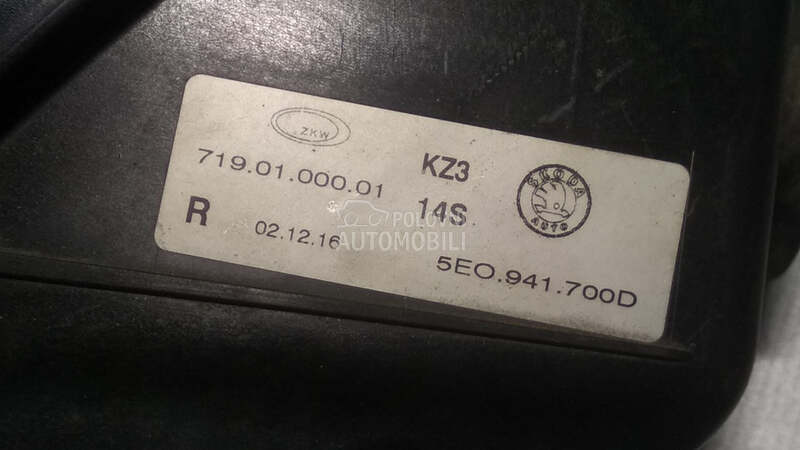 ZKW
719.01.000.01
KZ3
14S
R
02.12.16
SKODA
AUTO
5E0.941.700D
POLOVNI
AUTOMOBILI